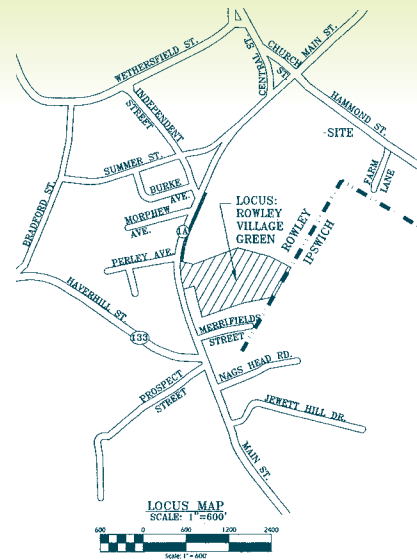 WETHERSFIELD ST.
CENTRAL ST.
CHURCH ST.
MAIN ST.
HAMMOND ST.
-SITE
INDEPENDENT
STREET
FARM
LANE
SUMMER ST.
BRADFORD ST.
BURKE
AVE.
MORPHEW
AVE.
1A
LOCUS:
ROWLEY
VILLAGE
GREEN
ROWLEY
IPSWICH
PERLEY AVE.
HAVERHILL ST.
133
MERRIFIELDS
STREET
NAGS HEAD RD.
PROSPECT
STREET
JEWETT HILL DR.
MAIN ST.
LOCUS MAP
SCALE: 1"=600'
600 0 600 1200 2400
Scale: 1" = 600'